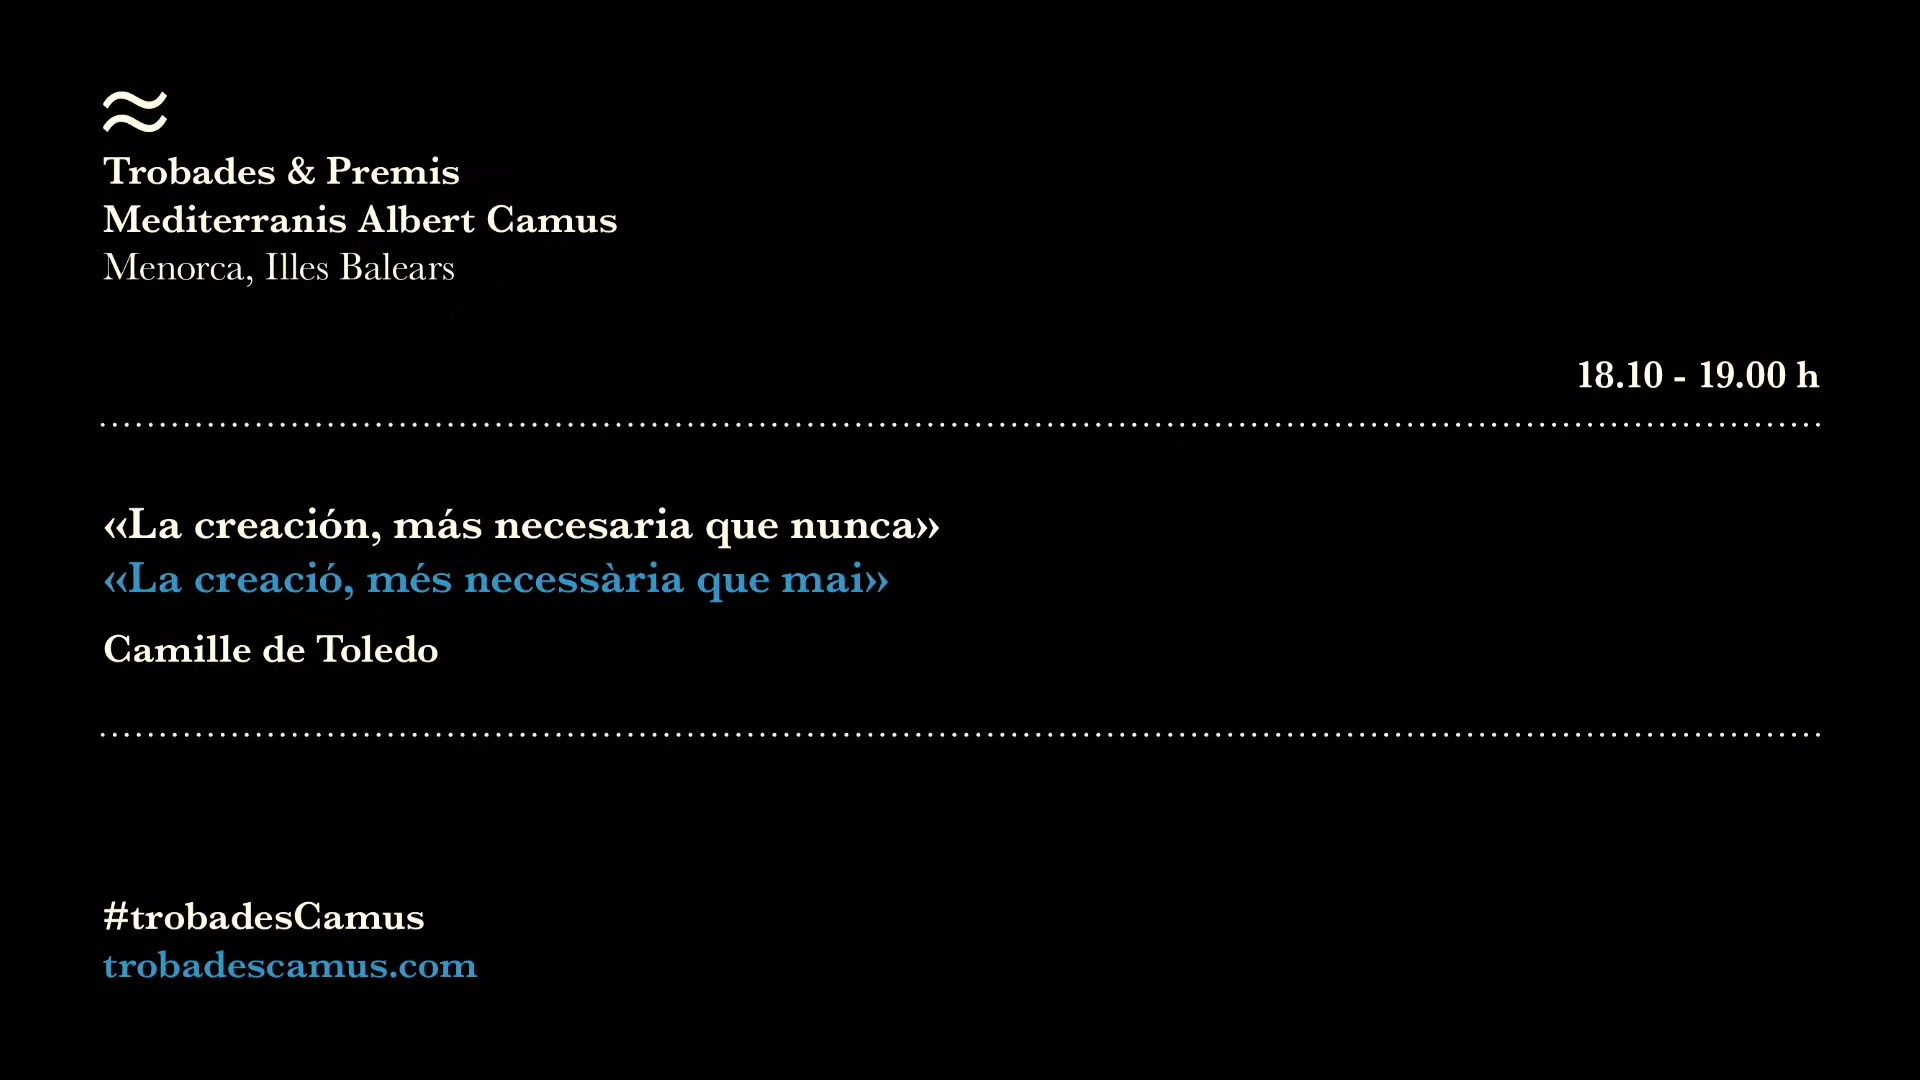 Trobades & Premis
Mediterranis Albert Camus
Menorca, Illes Balears
18.10 - 19.00 h
«La creación, más necesaria que nunca»
«La creació, més necessària que mai»
Camille de Toledo
#trobadesCamus
trobadescamus.com